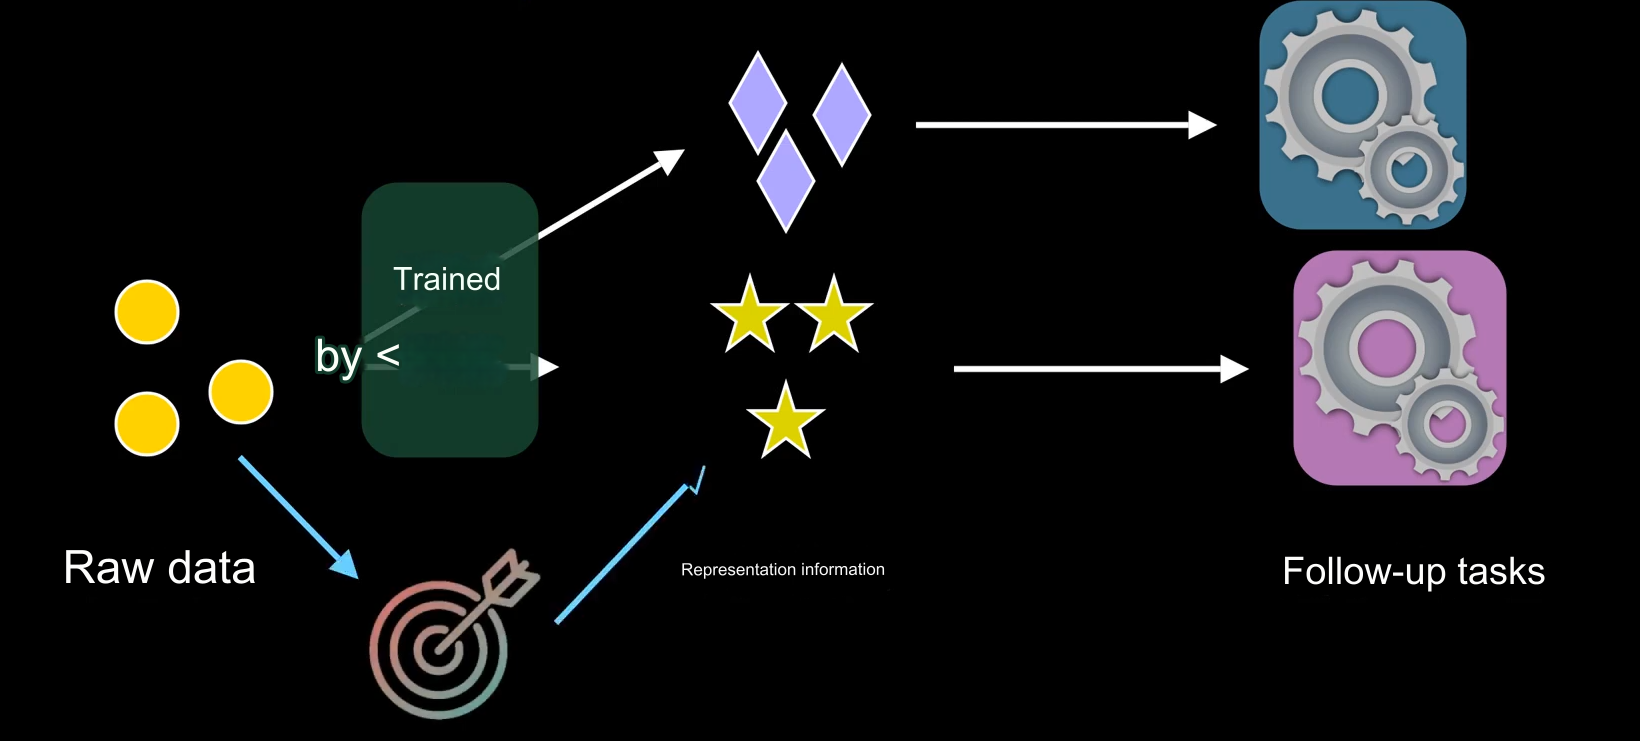 Trained
by <
Raw data
Representation information
Follow-up tasks